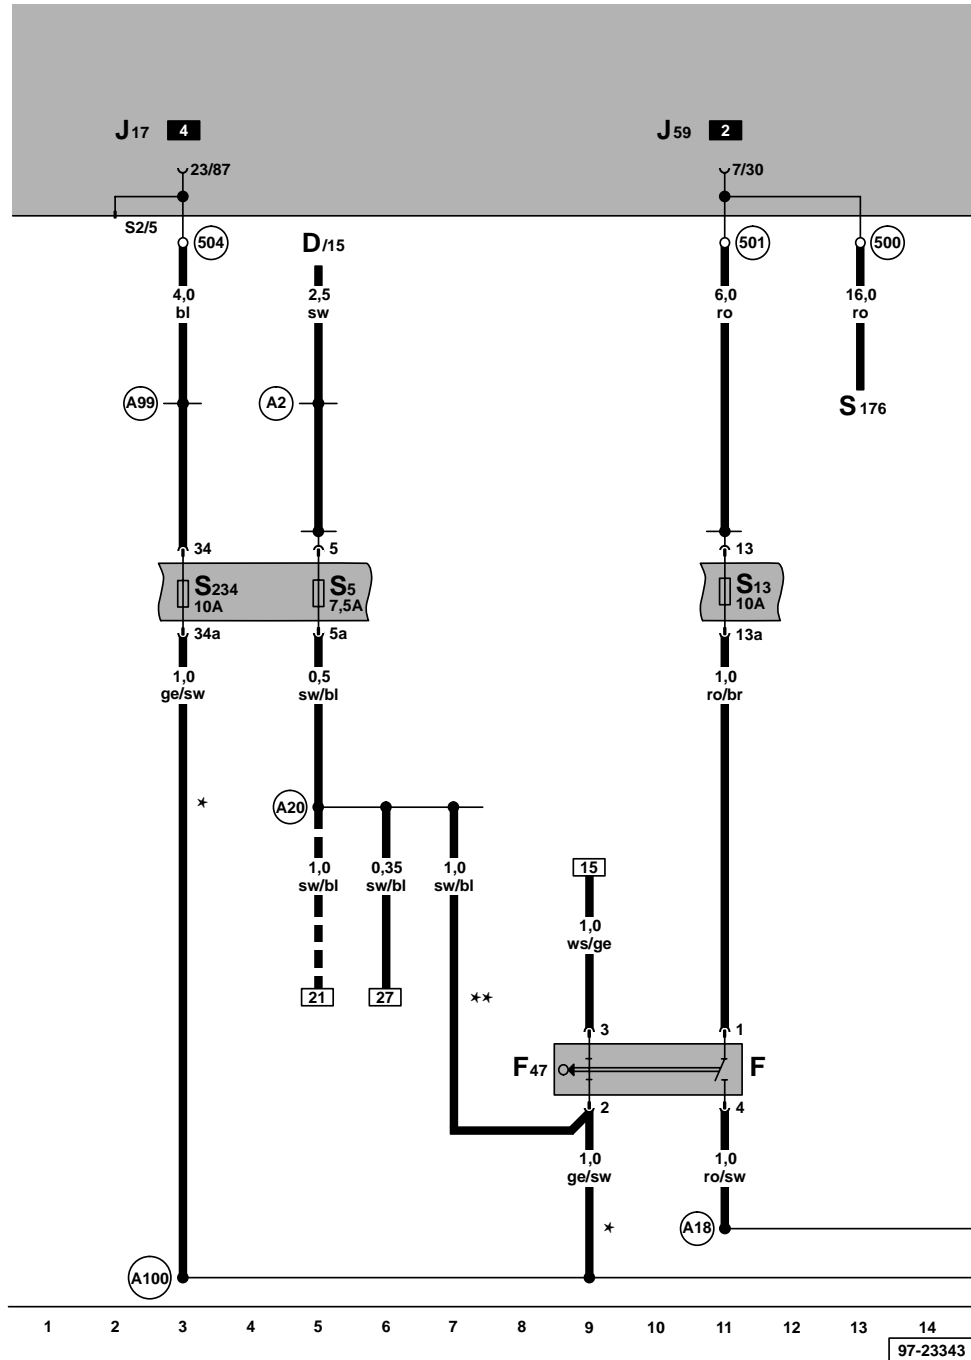 J17 4 J59 2
23/87 7/30
S2/5
504 D/15 501 500
4,0 2,5 6,0 16,0
bl sw ro ro
A99 A2 S176
34 5 13
S234 S5 S13
10A 7,5A 10A
34a 5a 13a
1,0 0,5 1,0
ge/sw sw/bl ro/br
* A20
1,0 0,35 1,0 15
sw/bl sw/bl sw/bl
1,0
ws/ge
21 27 **
3 1
F47 F
2 4
1,0 1,0
ge/sw ro/sw
* A18
A100
1 2 3 4 5 6 7 8 9 10 11 12 13 14
97-23343